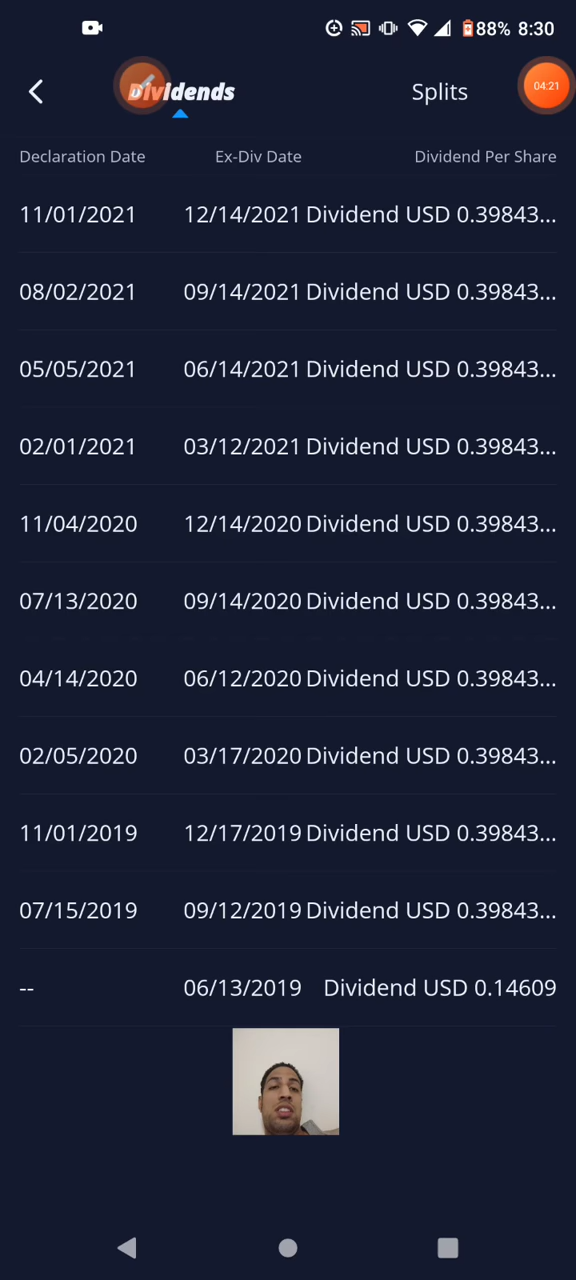 88% 8:30
Dividends Splits 04:21
Declaration Date Ex-Div Date Dividend Per Share
11/01/2021 12/14/2021 Dividend USD 0.39843...
08/02/2021 09/14/2021 Dividend USD 0.39843...
05/05/2021 06/14/2021 Dividend USD 0.39843...
02/01/2021 03/12/2021 Dividend USD 0.39843...
11/04/2020 12/14/2020 Dividend USD 0.39843...
07/13/2020 09/14/2020 Dividend USD 0.39843...
04/14/2020 06/12/2020 Dividend USD 0.39843...
02/05/2020 03/17/2020 Dividend USD 0.39843...
11/01/2019 12/17/2019 Dividend USD 0.39843...
07/15/2019 09/12/2019 Dividend USD 0.39843...
-- 06/13/2019 Dividend USD 0.14609